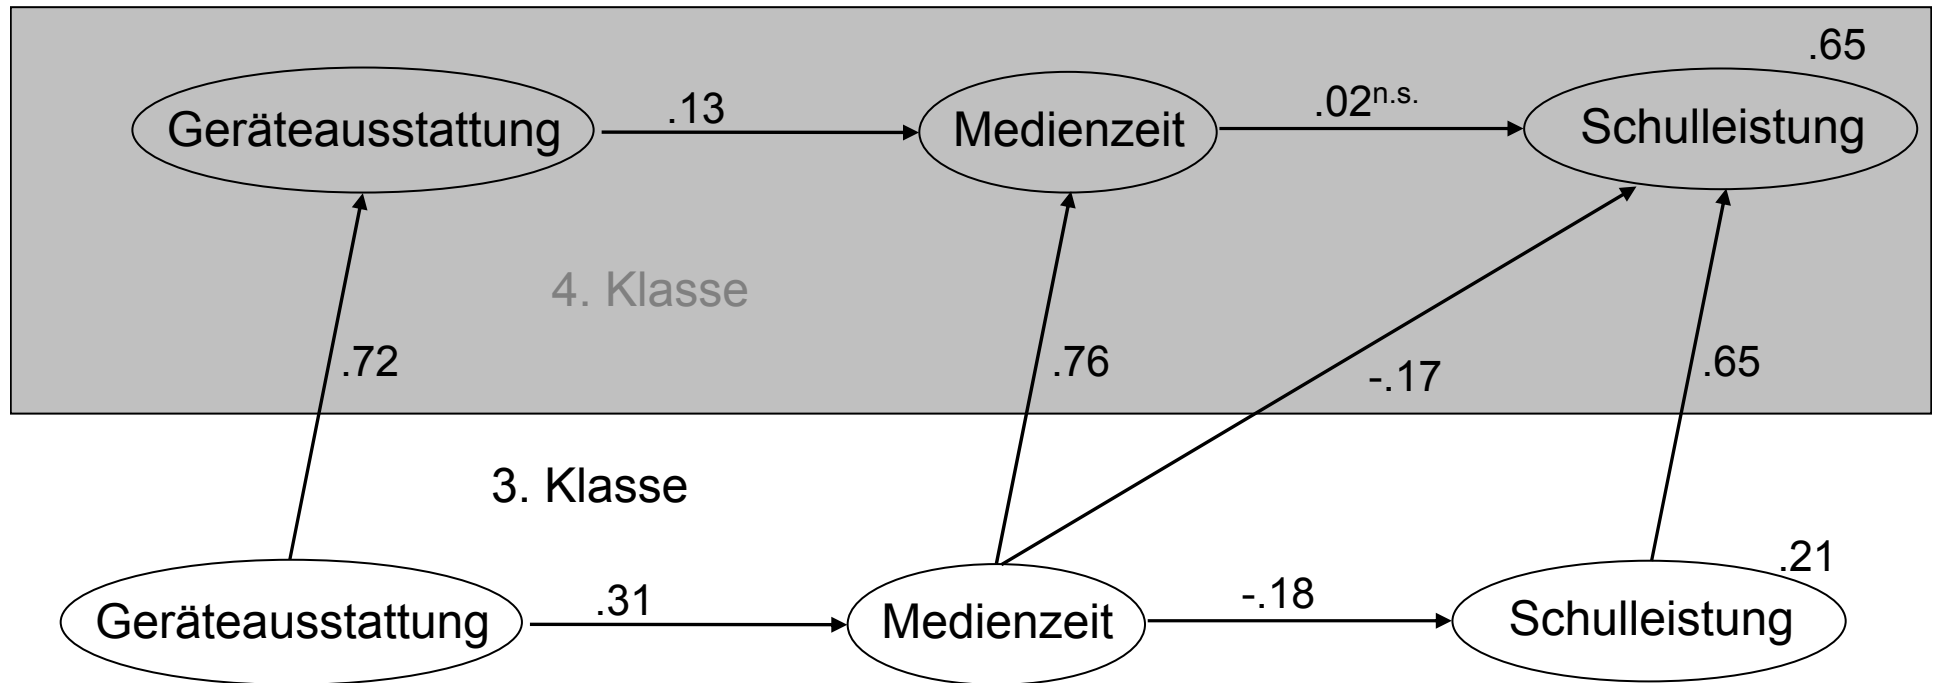 .65
Geräteausstattung
.13
Medienzeit
.02n.s.
Schulleistung
4. Klasse
.72
.76
-.17
.65
3. Klasse
.21
Geräteausstattung
.31
Medienzeit
-.18
Schulleistung